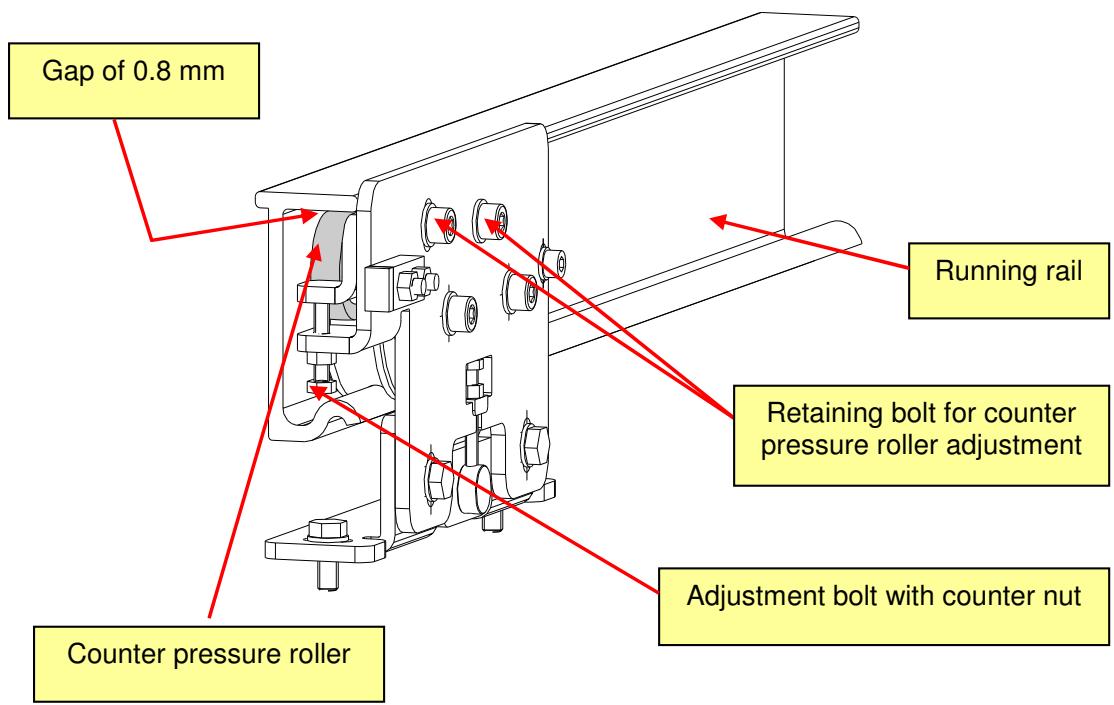 Gap of 0.8 mm
Running rail
Retaining bolt for counter
pressure roller adjustment
Adjustment bolt with counter nut
Counter pressure roller